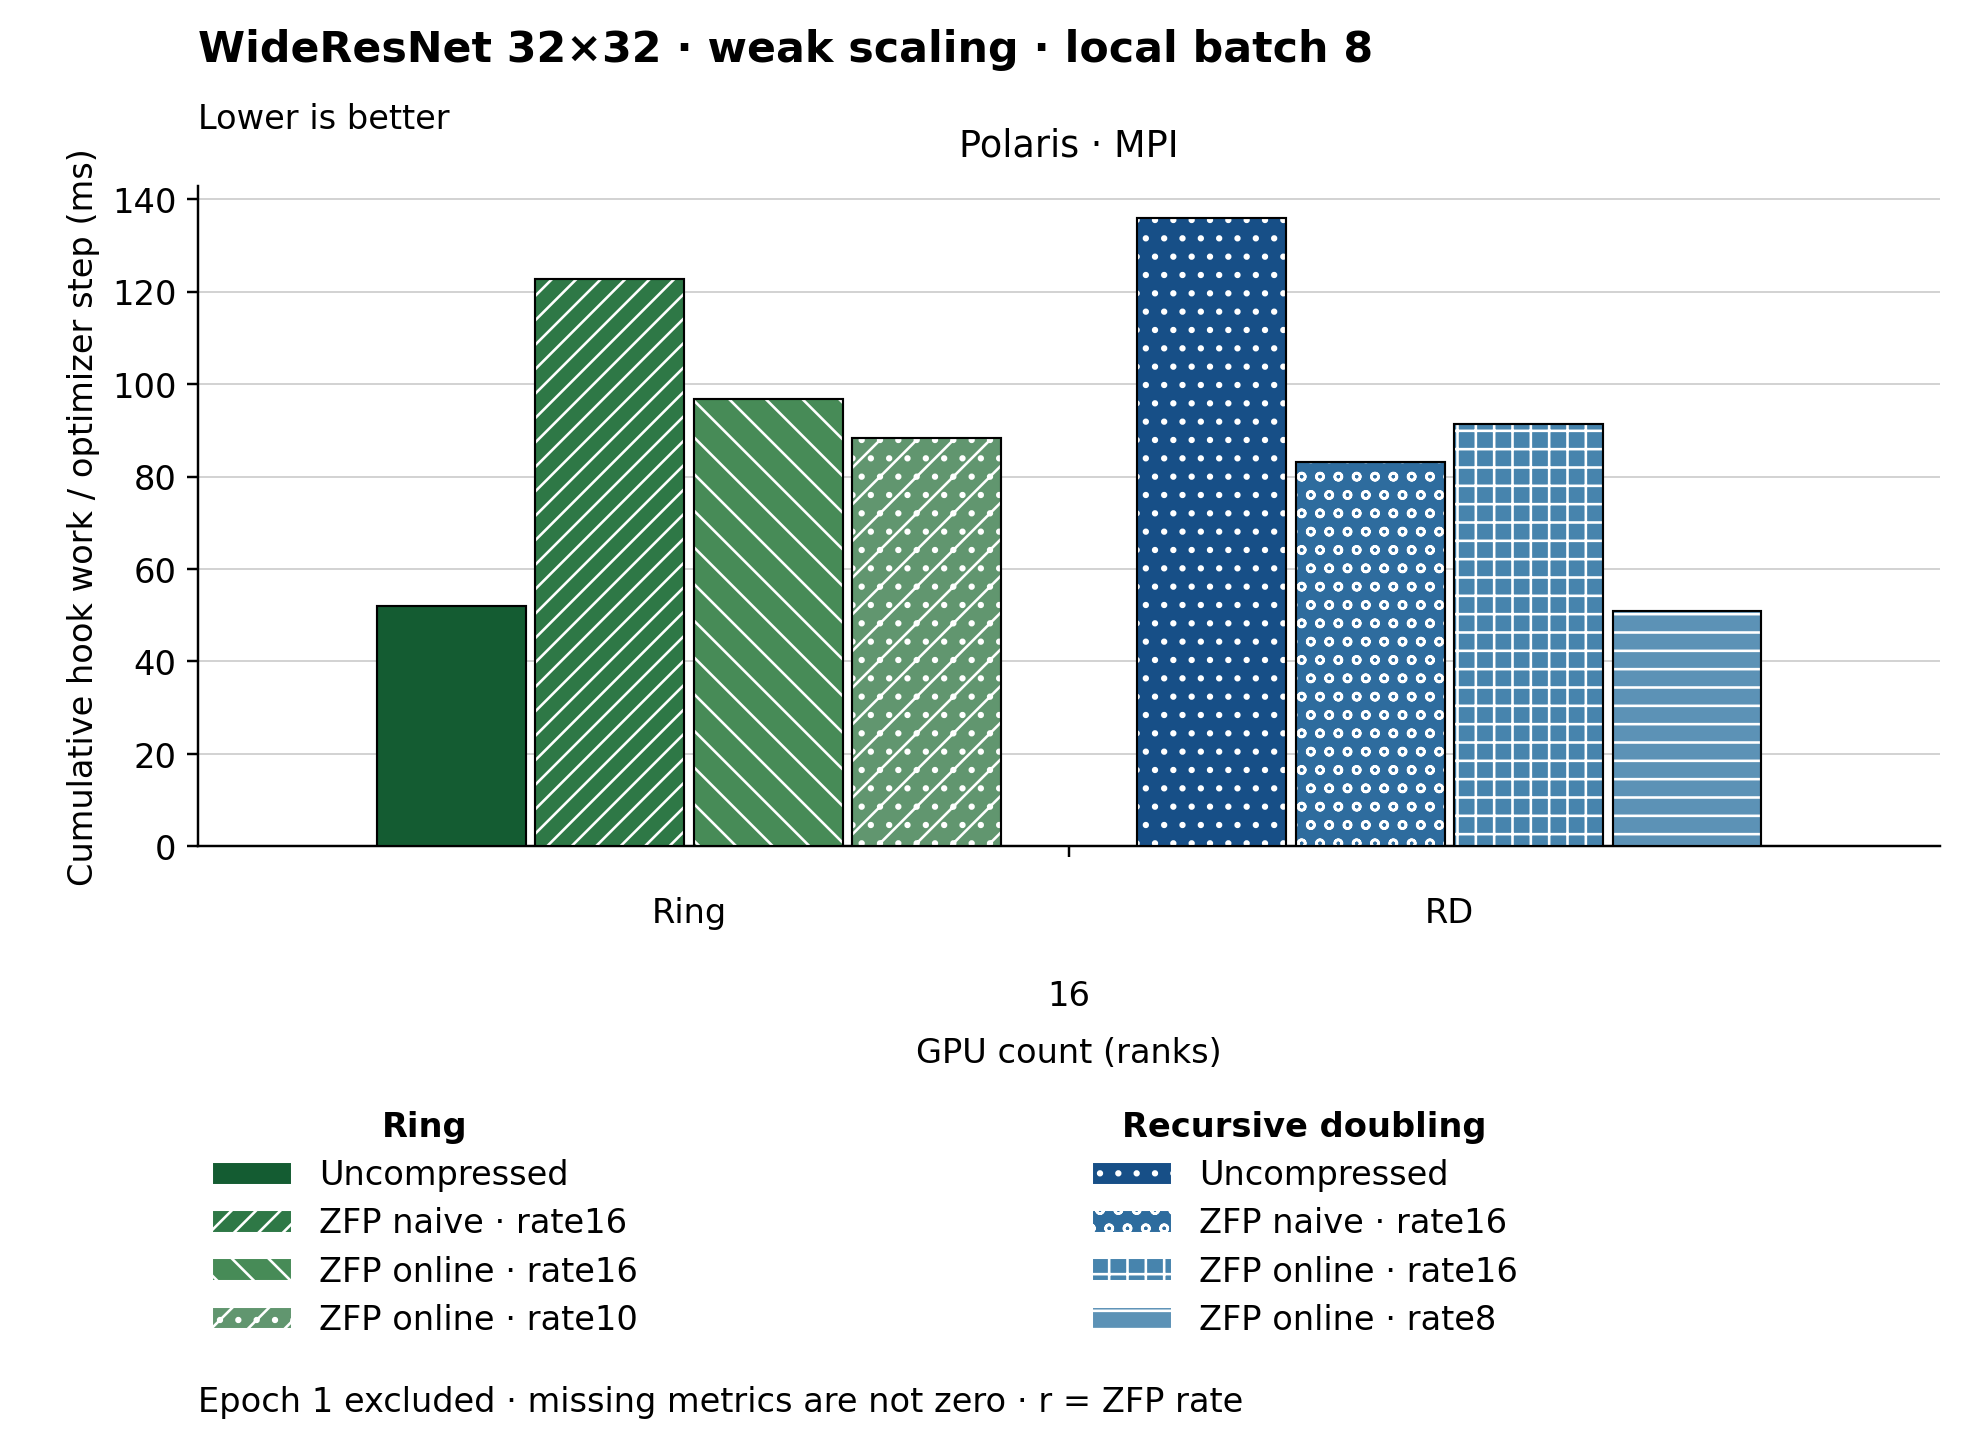 WideResNet 32×32 · weak scaling · local batch 8
Lower is better
Polaris · MPI
Cumulative hook work / optimizer step (ms)
140
120
100
80
60
40
20
0
Ring
RD
16
GPU count (ranks)
Ring
Uncompressed
ZFP naive · rate16
ZFP online · rate16
ZFP online · rate10
Recursive doubling
Uncompressed
ZFP naive · rate16
ZFP online · rate16
ZFP online · rate8
Epoch 1 excluded · missing metrics are not zero · r = ZFP rate